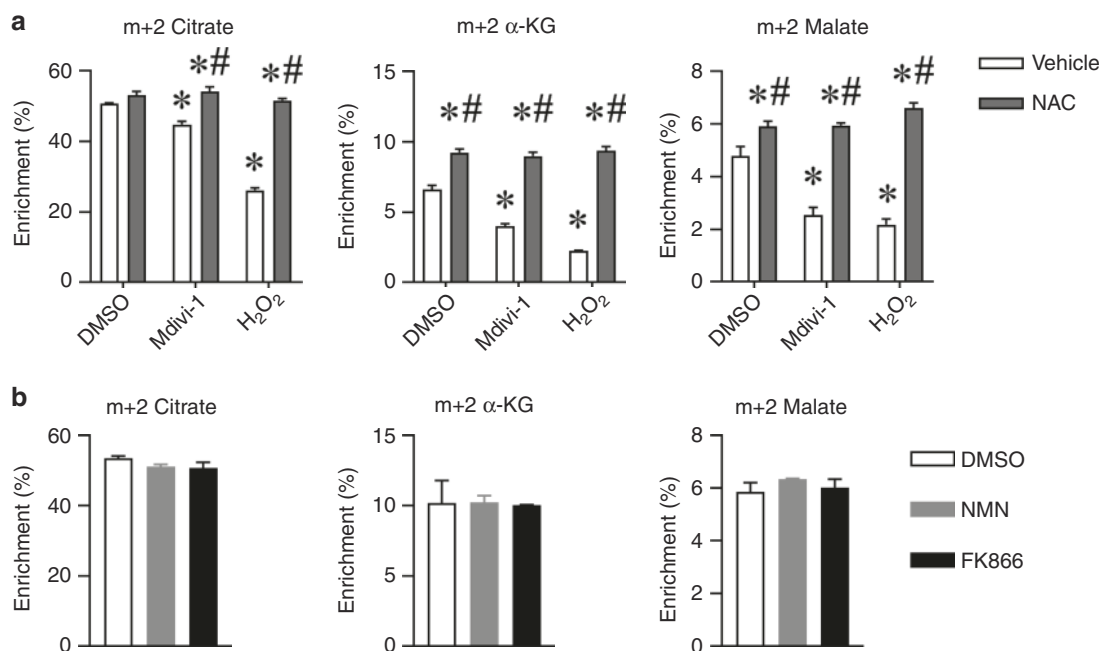 a
m+2 Citrate
Enrichment (%)
60
40
20
0
*
*#
*
*#
DMSO
Mdivi-1
H₂O₂
m+2 α-KG
Enrichment (%)
15
10
5
0
*#
*
*#
*
*#
DMSO
Mdivi-1
H₂O₂
m+2 Malate
Enrichment (%)
8
6
4
2
0
*#
*
*#
*
*#
DMSO
Mdivi-1
H₂O₂
Vehicle
NAC
b
m+2 Citrate
Enrichment (%)
60
40
20
0
m+2 α-KG
Enrichment (%)
15
10
5
0
m+2 Malate
Enrichment (%)
8
6
4
2
0
DMSO
NMN
FK866